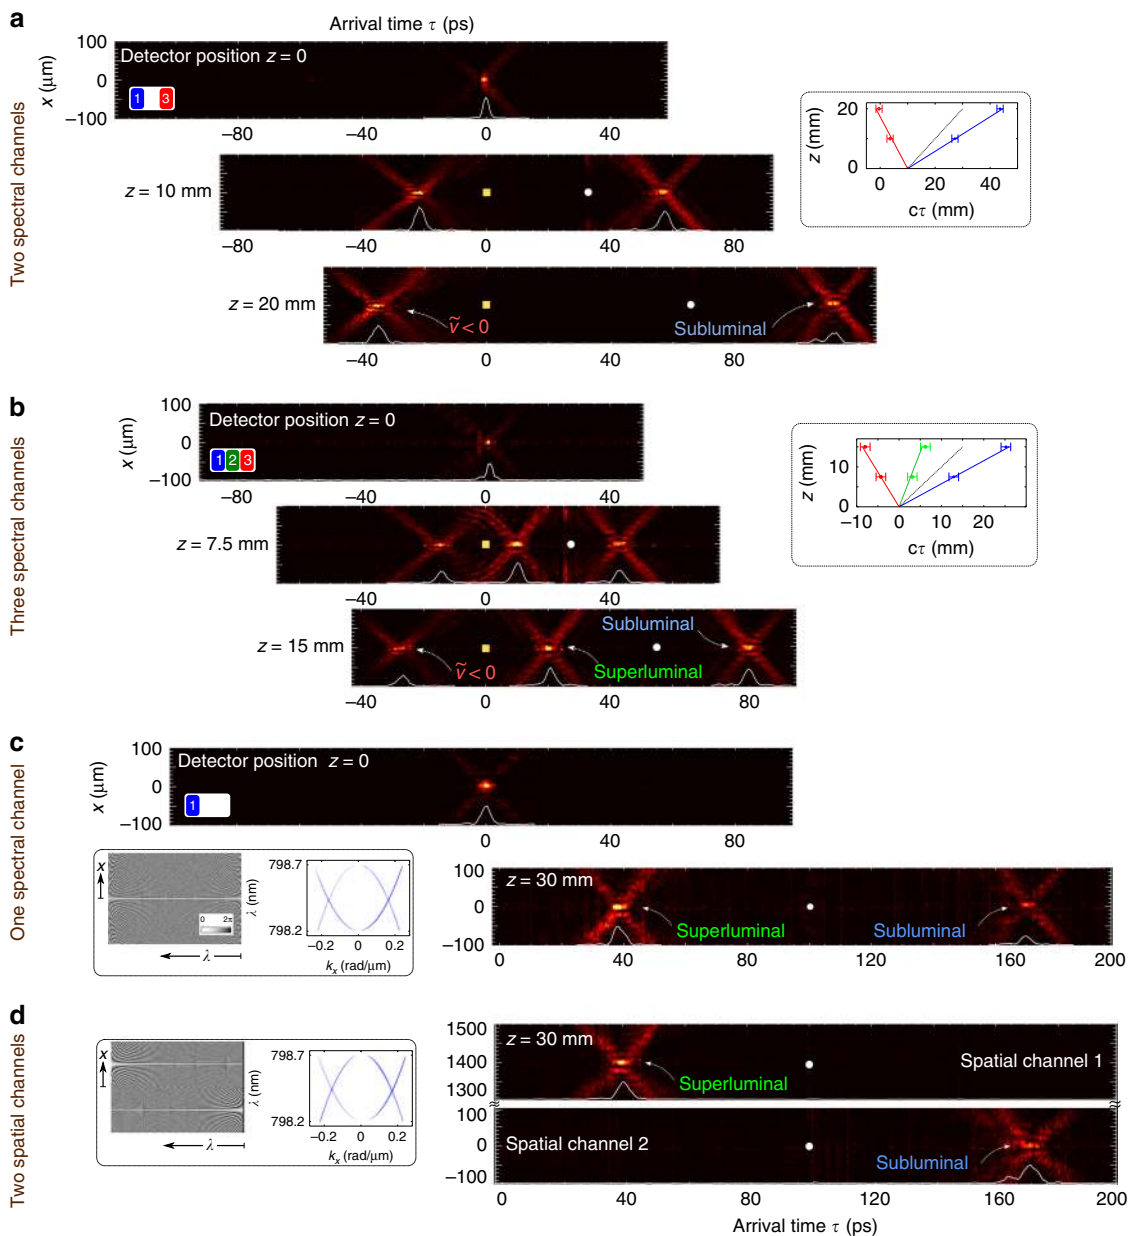 a
Arrival time τ (ps)
Two spectral channels
x (μm)
100
0
−100
Detector position z = 0
1 3
−80 −40 0 40
z = 10 mm
−80 −40 0 40 80
z = 20 mm
ṽ < 0
Subluminal
−40 0 40 80
z (mm)
20
0
0 20 40
cτ (mm)
b
Three spectral channels
x (μm)
100
0
−100
Detector position z = 0
1 2 3
−80 −40 0 40
z = 7.5 mm
−40 0 40
z = 15 mm
ṽ < 0
Subluminal
Superluminal
−40 0 40 80
z (mm)
15
0
−10 0 10 20
cτ (mm)
c
One spectral channel
x (μm)
100
0
−100
Detector position z = 0
1
0 40 80
x
0 2π
λ
λ (nm)
798.7
798.2
−0.2 0 0.2
kx (rad/μm)
100
0
−100
z = 30 mm
Superluminal
Subluminal
0 40 80 120 160 200
d
Two spatial channels
x
λ
λ (nm)
798.7
798.2
−0.2 0 0.2
kx (rad/μm)
1500
1400
1300
z = 30 mm
Superluminal
Spatial channel 1
100
0
−100
Spatial channel 2
Subluminal
0 40 80 120 160 200
Arrival time τ (ps)